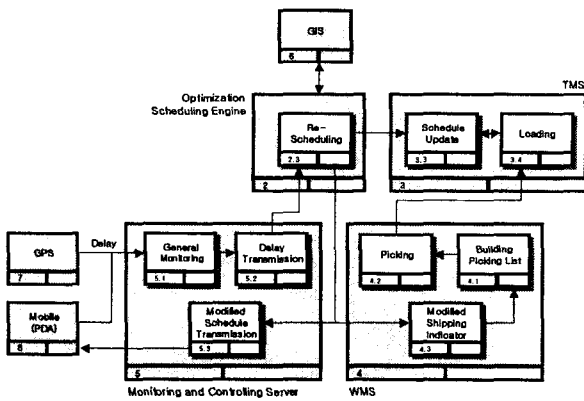 GIS
6
TMS
Optimization
Scheduling Engine
Re-
Scheduling
2.3
2
Schedule
Update
3.3
Loading
3.4
3
GPS
7
Delay
General
Monitoring
5.1
Delay
Transmission
5.2
Picking
4.2
Building
Picking List
4.1
Mobile
(PDA)
8
Modified
Schedule
Transmission
5.3
Modified
Shipping
Indicator
4.3
5
4
Monitoring and Controlling Server
WMS